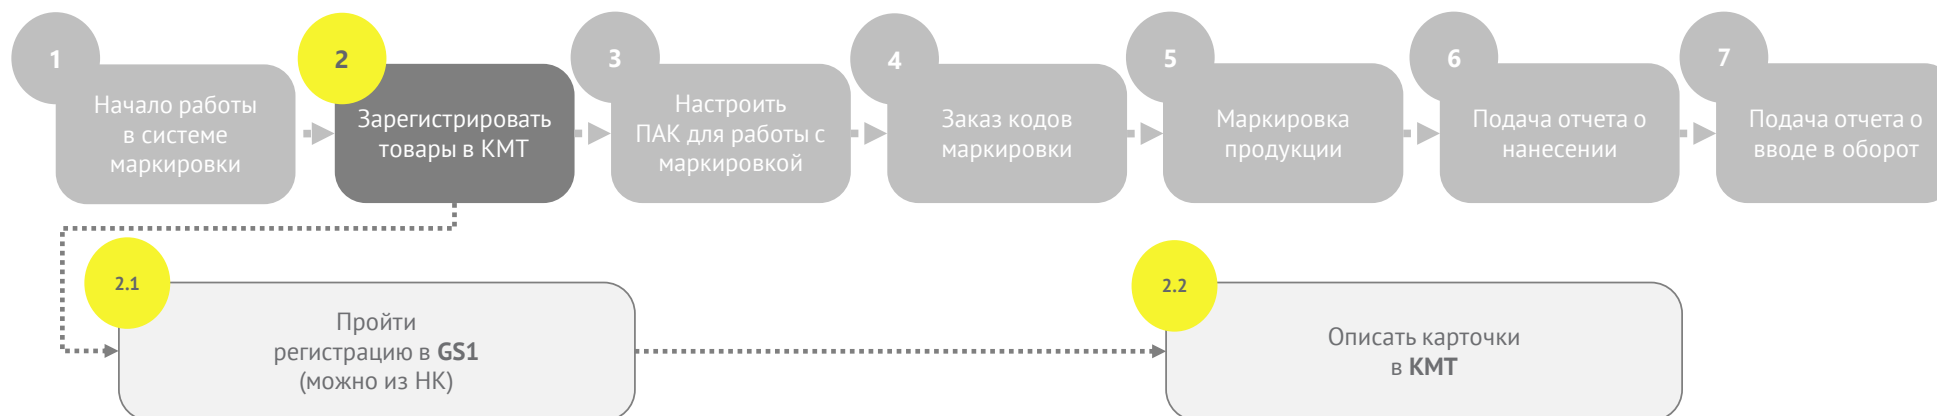 1
Начало работы
в системе
маркировки
2
Зарегистрировать
товары в КМТ
3
Настроить
ПАК для работы с
маркировкой
4
Заказ кодов
маркировки
5
Маркировка
продукции
6
Подача отчета о
нанесении
7
Подача отчета о
вводе в оборот
2.1
Пройти
регистрацию в GS1
(можно из НК)
2.2
Описать карточки
в КМТ